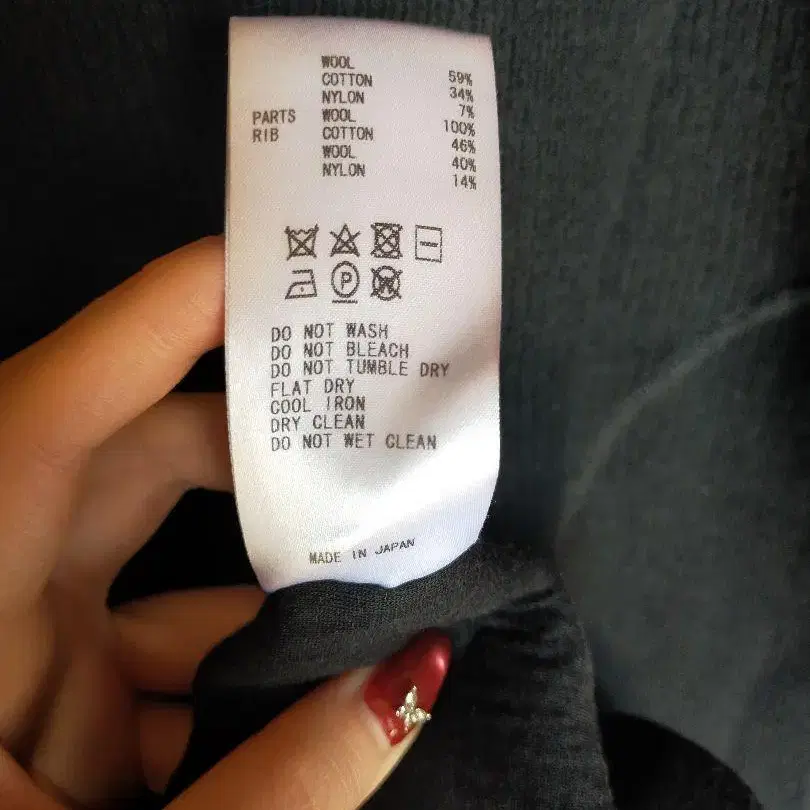 WOOL 59%
COTTON 34%
NYLON 7%
PARTS WOOL 100%
RIB COTTON 46%
WOOL 40%
NYLON 14%
P W
DO NOT WASH
DO NOT BLEACH
DO NOT TUMBLE DRY
FLAT DRY
COOL IRON
DRY CLEAN
DO NOT WET CLEAN
MADE IN JAPAN